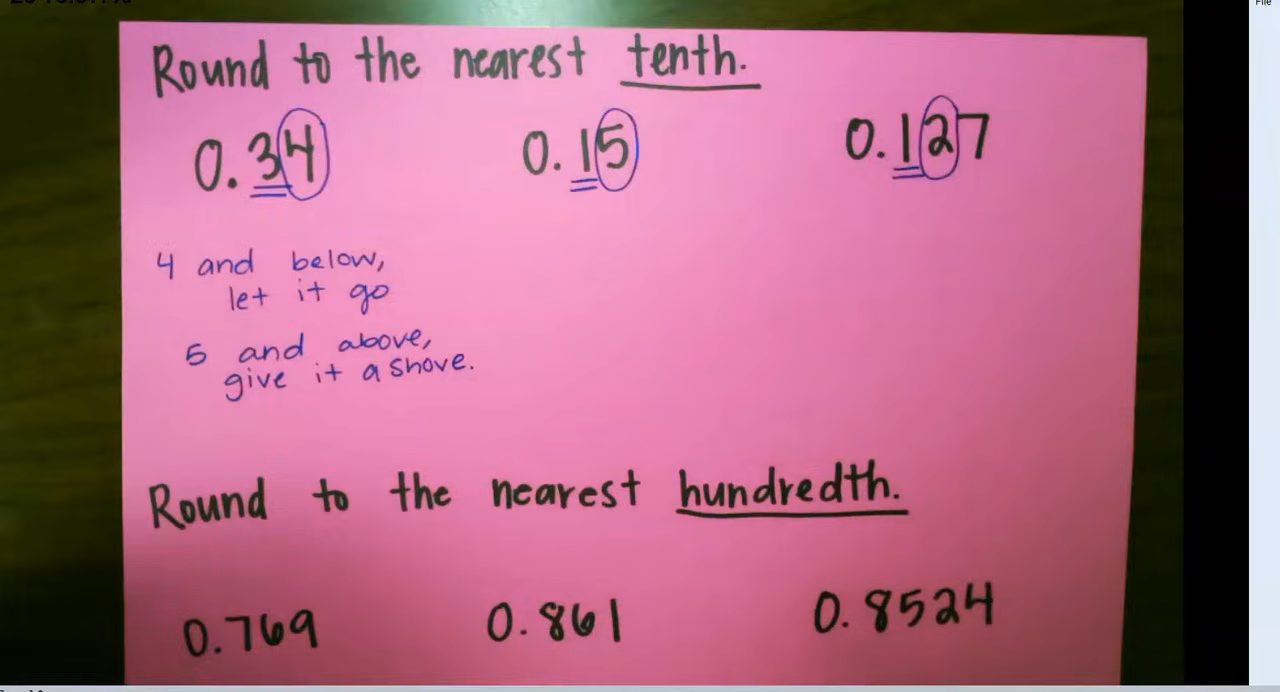 Round to the nearest tenth.
0.34 0.15 0.127
4 and below,
let it go
5 and above,
give it a shove.
Round to the nearest hundredth.
0.769 0.861 0.8524
File